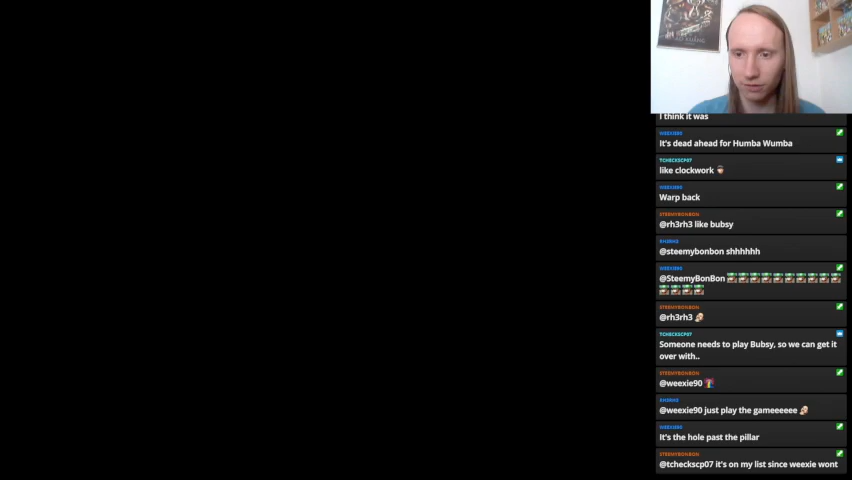 I think it was
WEEXIE90
It's dead ahead for Humba Wumba
TCHECKSCP07
like clockwork
WEEXIE90
Warp back
STEEMYBONBON
@rh3rh3 like bubsy
RH3RH3
@steemybonbon shhhhhh
WEEXIE90
@SteemyBonBon
STEEMYBONBON
@rh3rh3
TCHECKSCP07
Someone needs to play Bubsy, so we can get it
over with..
STEEMYBONBON
@weexie90
RH3RH3
@weexie90 just play the gameeeeee
WEEXIE90
It's the hole past the pillar
STEEMYBONBON
@tcheckscp07 it's on my list since weexie wont